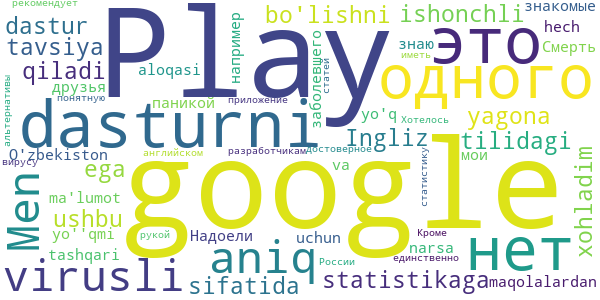 рекомендует
dastur
tavsiya
qiladi
друзья
понятную
альтернативы
aloqasi
паникой
Play
например
bo'lishni
приложение
заболевшего
статей
ishonchli
знаю
иметь
это
знакомые
hech
Смерть
одного
dasturni
yo'q
Хотелось
Ingliz
yagona
tilidagi
O'zbekiston
вирусу
английском
разработчикам
достоверное
va
мои
статистику
xohladim
ega
ma'lumot
ushbu
Men
google
yo''qmi
рукой
Надоели
tashqari
России
uchun
aniq
Кроме
narsa
единственно
нет
virusli
sifatida
statistikaga
maqolalardan